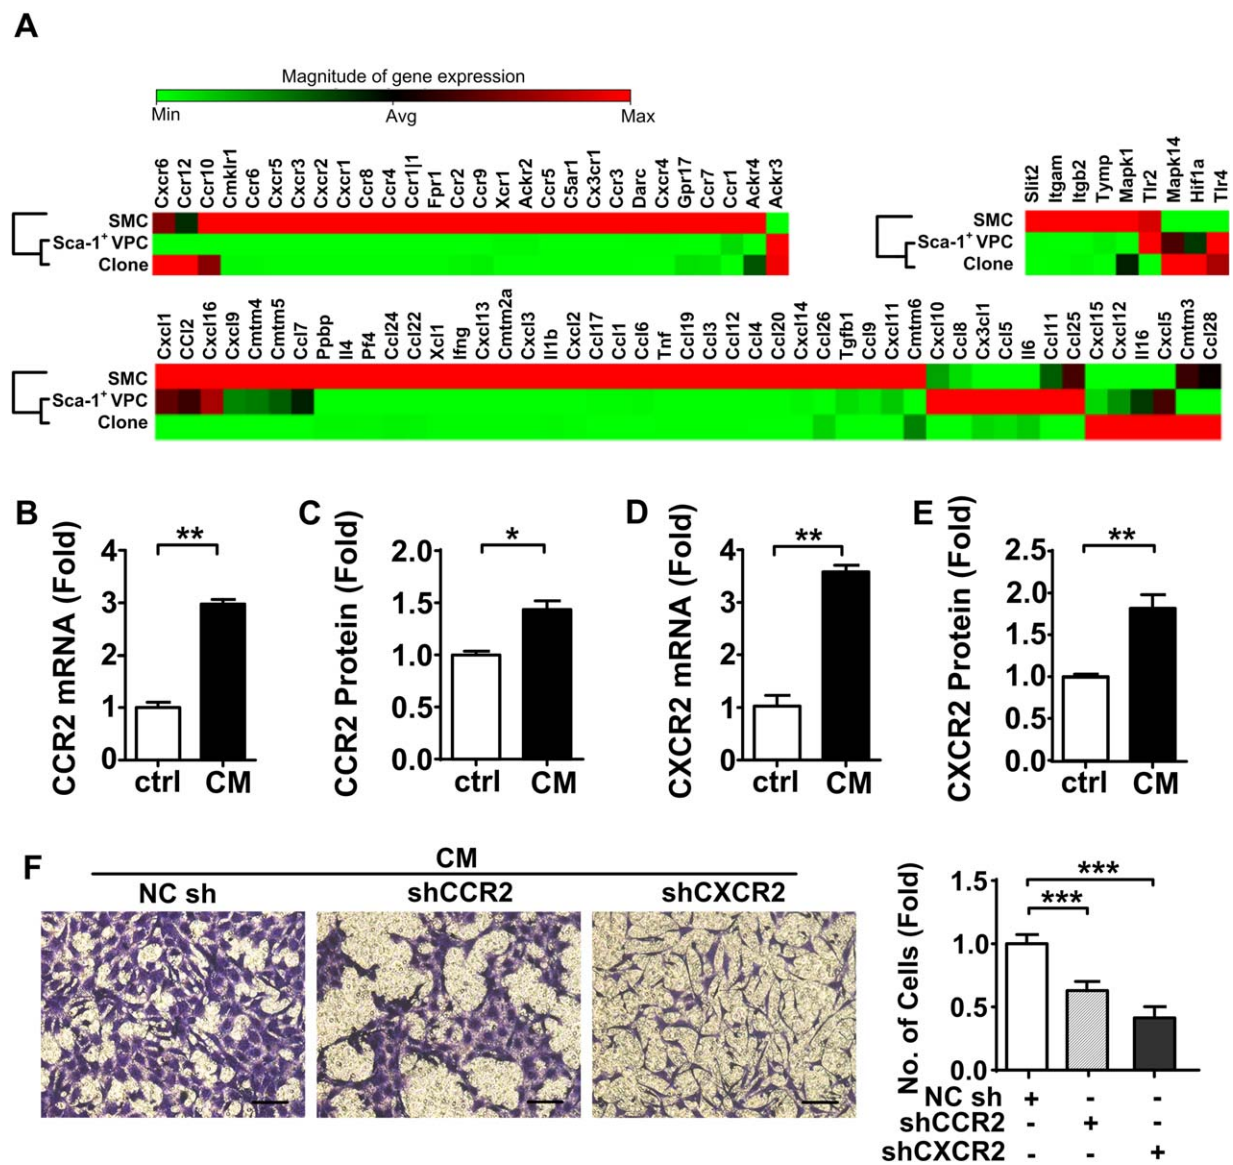 A
Magnitude of gene expression
Min Avg Max
Cxcr6 Ccr12 Ccr10 Cmklr1 Ccr6 Cxcr5 Cxcr3 Cxcr2 Cxcr1 Ccr8 Ccr4 Ccr1|1 Fpr1 Ccr2 Ccr9 Xcr1 Ackr2 Ccr5 C5ar1 Cx3cr1 Ccr3 Darc Cxcr4 Gpr17 Ccr7 Ccr1 Ackr4 Ackr3
SMC
Sca-1+ VPC
Clone
Slit2 Itgam Itgb2 Tymp Mapk1 Tlr2 Mapk14 Hif1a Tlr4
SMC
Sca-1+ VPC
Clone
Cxcl1 CCl2 Cxcl16 Cxcl9 Cmtm4 Cmtm5 Ccl7 Ppbp Il4 Pf4 Ccl24 Ccl22 Xcl1 Ifng Cxcl13 Cmtm2a Cxcl3 Il1b Cxcl2 Ccl17 Ccl1 Ccl6 Tnf Ccl19 Ccl3 Ccl12 Ccl4 Ccl20 Cxcl14 Ccl26 Tgfb1 Ccl9 Cxcl11 Cmtm6 Cxcl10 Ccl8 Cx3cl1 Ccl5 Il6 Ccl11 Ccl25 Cxcl15 Cxcl12 Il16 Cxcl5 Cmtm3 Ccl28
SMC
Sca-1+ VPC
Clone
B
CCR2 mRNA (Fold)
4
3
2
1
0
**
ctrl CM
C
CCR2 Protein (Fold)
2.0
1.5
1.0
0.5
0.0
*
ctrl CM
D
CXCR2 mRNA (Fold)
4
3
2
1
0
**
ctrl CM
E
CXCR2 Protein (Fold)
2.5
2.0
1.5
1.0
0.5
0.0
**
ctrl CM
F
CM
NC sh shCCR2 shCXCR2
No. of Cells (Fold)
1.5
1.0
0.5
0.0
***
***
NC sh + - -
shCCR2 - + -
shCXCR2 - - +